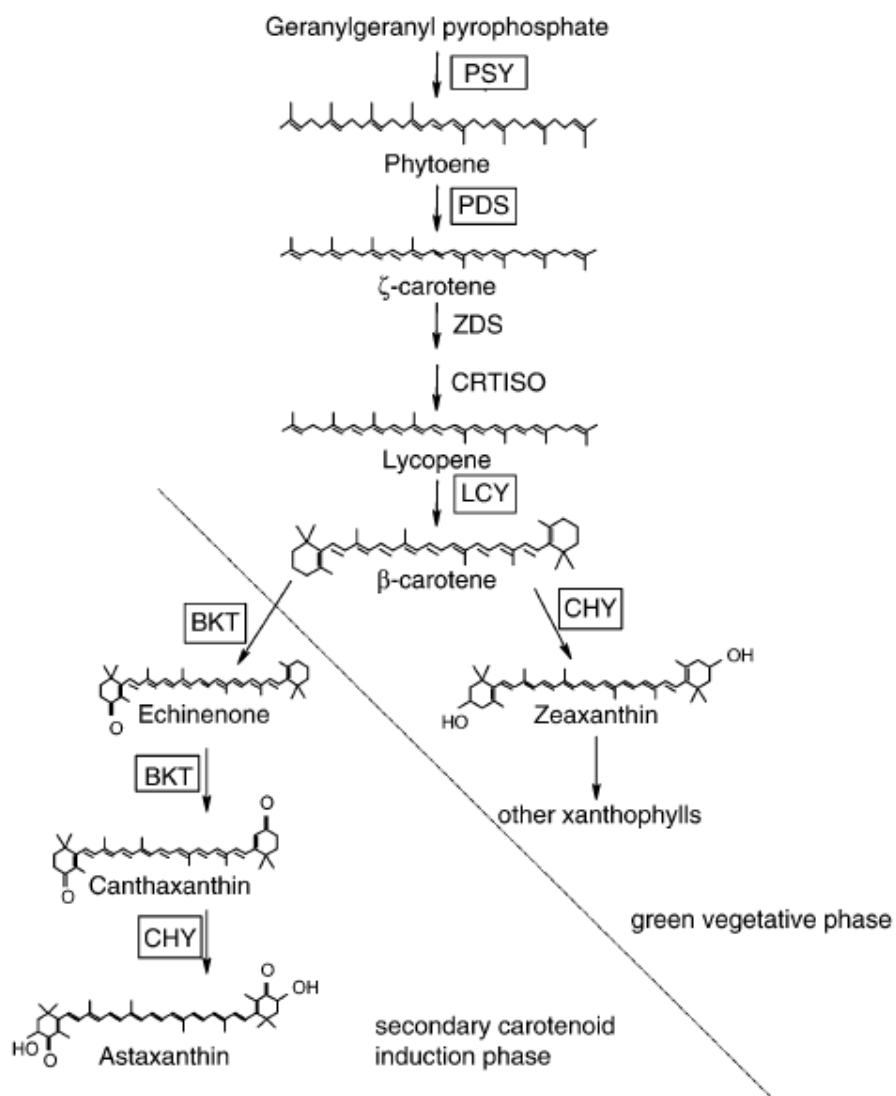 Geranylgeranyl pyrophosphate
PSY
Phytoene
PDS
ζ-carotene
ZDS
CRTISO
Lycopene
LCY
β-carotene
BKT
CHY
OH
HO
O
Echinenone
Zeaxanthin
BKT
O
other xanthophylls
O
Canthaxanthin
CHY
green vegetative phase
O
OH
HO
O
Astaxanthin
secondary carotenoid
induction phase